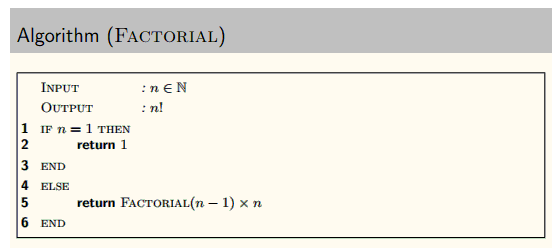 Algorithm (FACTORIAL)
INPUT : n ∈ ℕ
OUTPUT : n!
1 IF n = 1 THEN
2 return 1
3 END
4 ELSE
5 return FACTORIAL(n − 1) × n
6 END